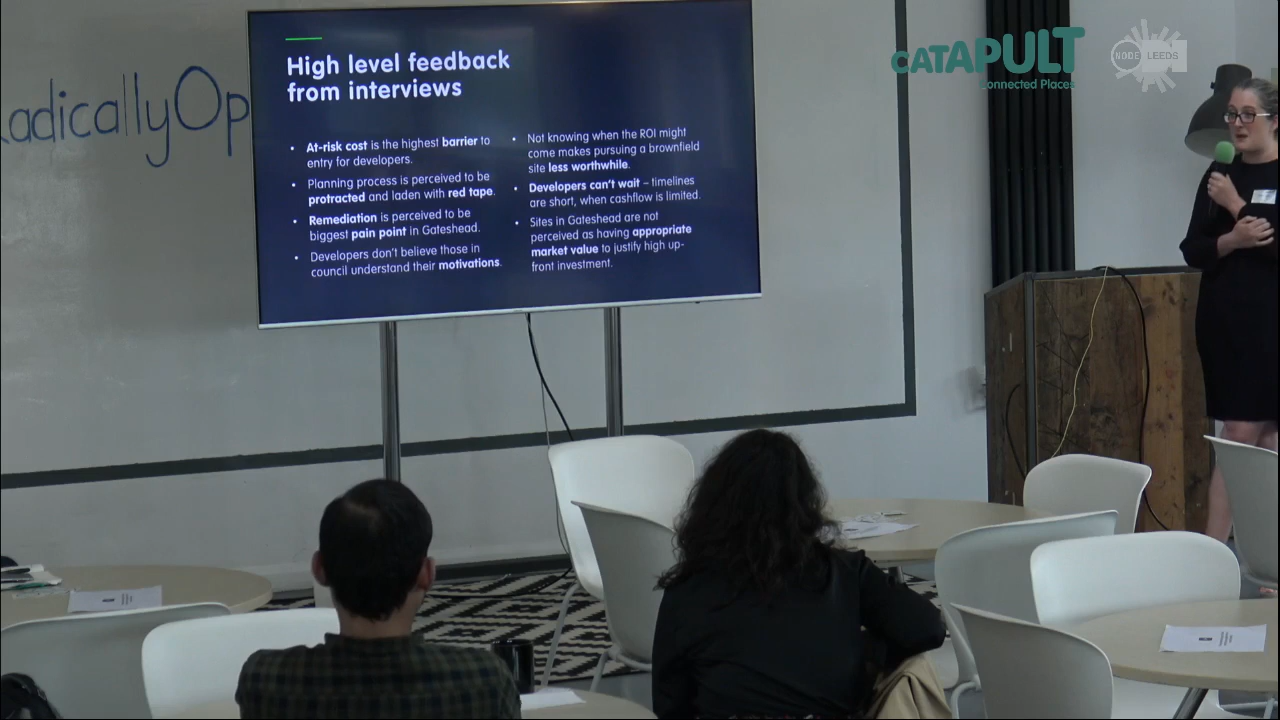 CATAPULT
Connected Places
NODE LEEDS
RadicallyOp
High level feedback
from interviews
• At-risk cost is the highest barrier to
entry for developers.
• Planning process is perceived to be
protracted and laden with red tape.
• Remediation is perceived to be
biggest pain point in Gateshead.
• Developers don't believe those in
council understand their motivations.
• Not knowing when the ROI might
come makes pursuing a brownfield
site less worthwhile.
• Developers can't wait – timelines
are short, when cashflow is limited.
• Sites in Gateshead are not
perceived as having appropriate
market value to justify high up-
front investment.